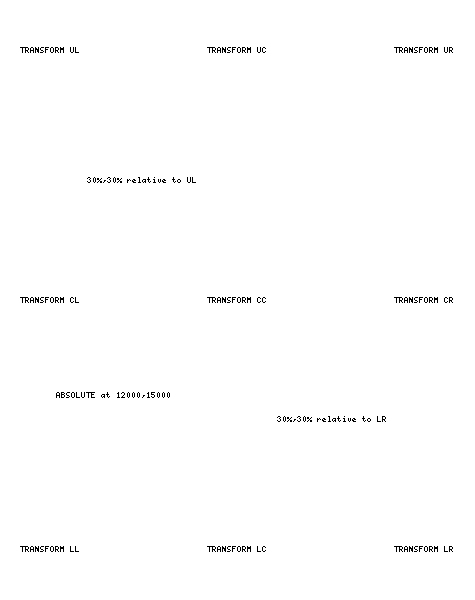 TRANSFORM UL TRANSFORM UC TRANSFORM UR
30%,30% relative to UL
TRANSFORM CL TRANSFORM CC TRANSFORM CR
ABSOLUTE at 12000,15000
30%,30% relative to LR
TRANSFORM LL TRANSFORM LC TRANSFORM LR